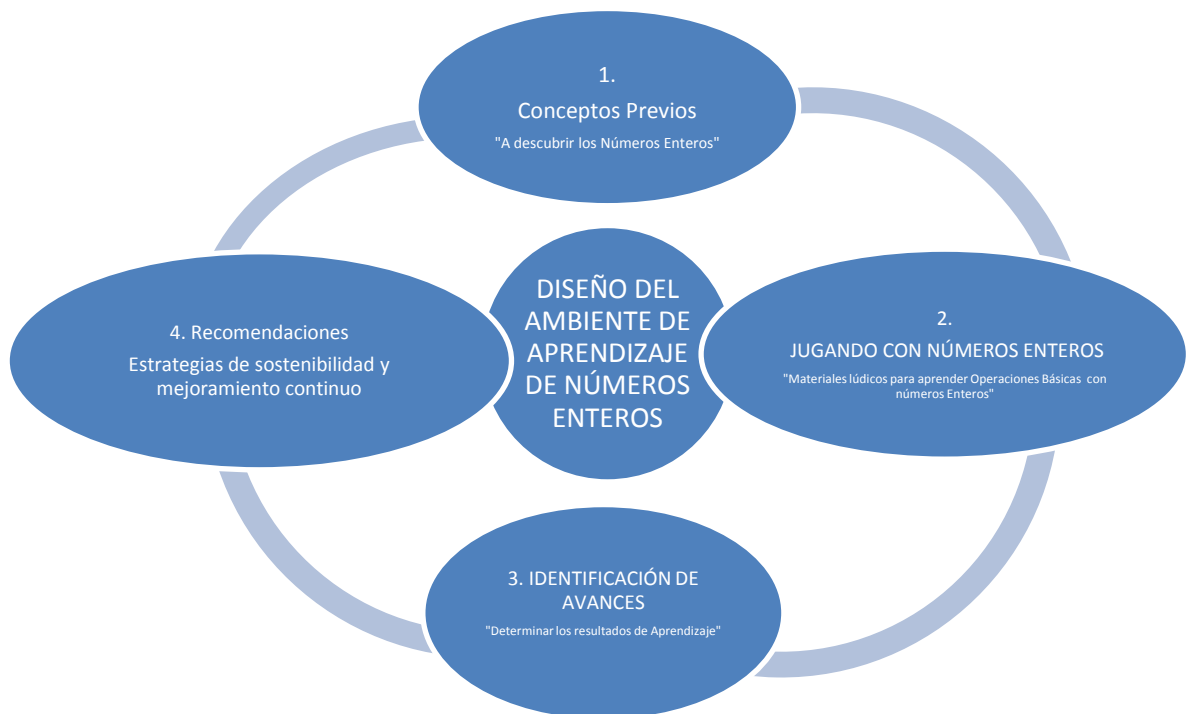 1.
Conceptos Previos
"A descubrir los Números Enteros"
DISEÑO DEL
AMBIENTE DE
APRENDIZAJE
DE NÚMEROS
ENTEROS
2.
JUGANDO CON NÚMEROS ENTEROS
"Materiales lúdicos para aprender Operaciones Básicas con
números Enteros"
3. IDENTIFICACIÓN DE
AVANCES
"Determinar los resultados de Aprendizaje"
4. Recomendaciones
Estrategias de sostenibilidad y
mejoramiento continuo